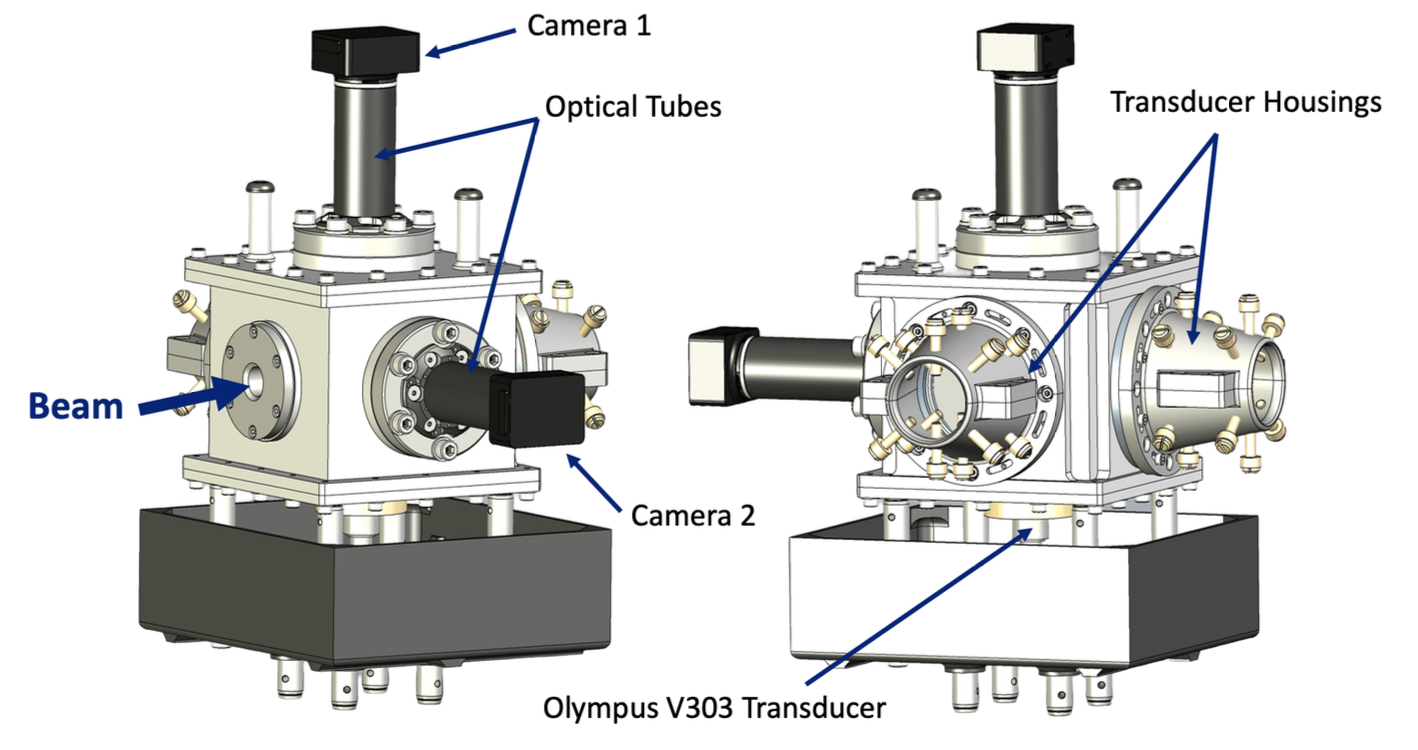 Camera 1
Optical Tubes
Transducer Housings
Beam
Camera 2
Olympus V303 Transducer